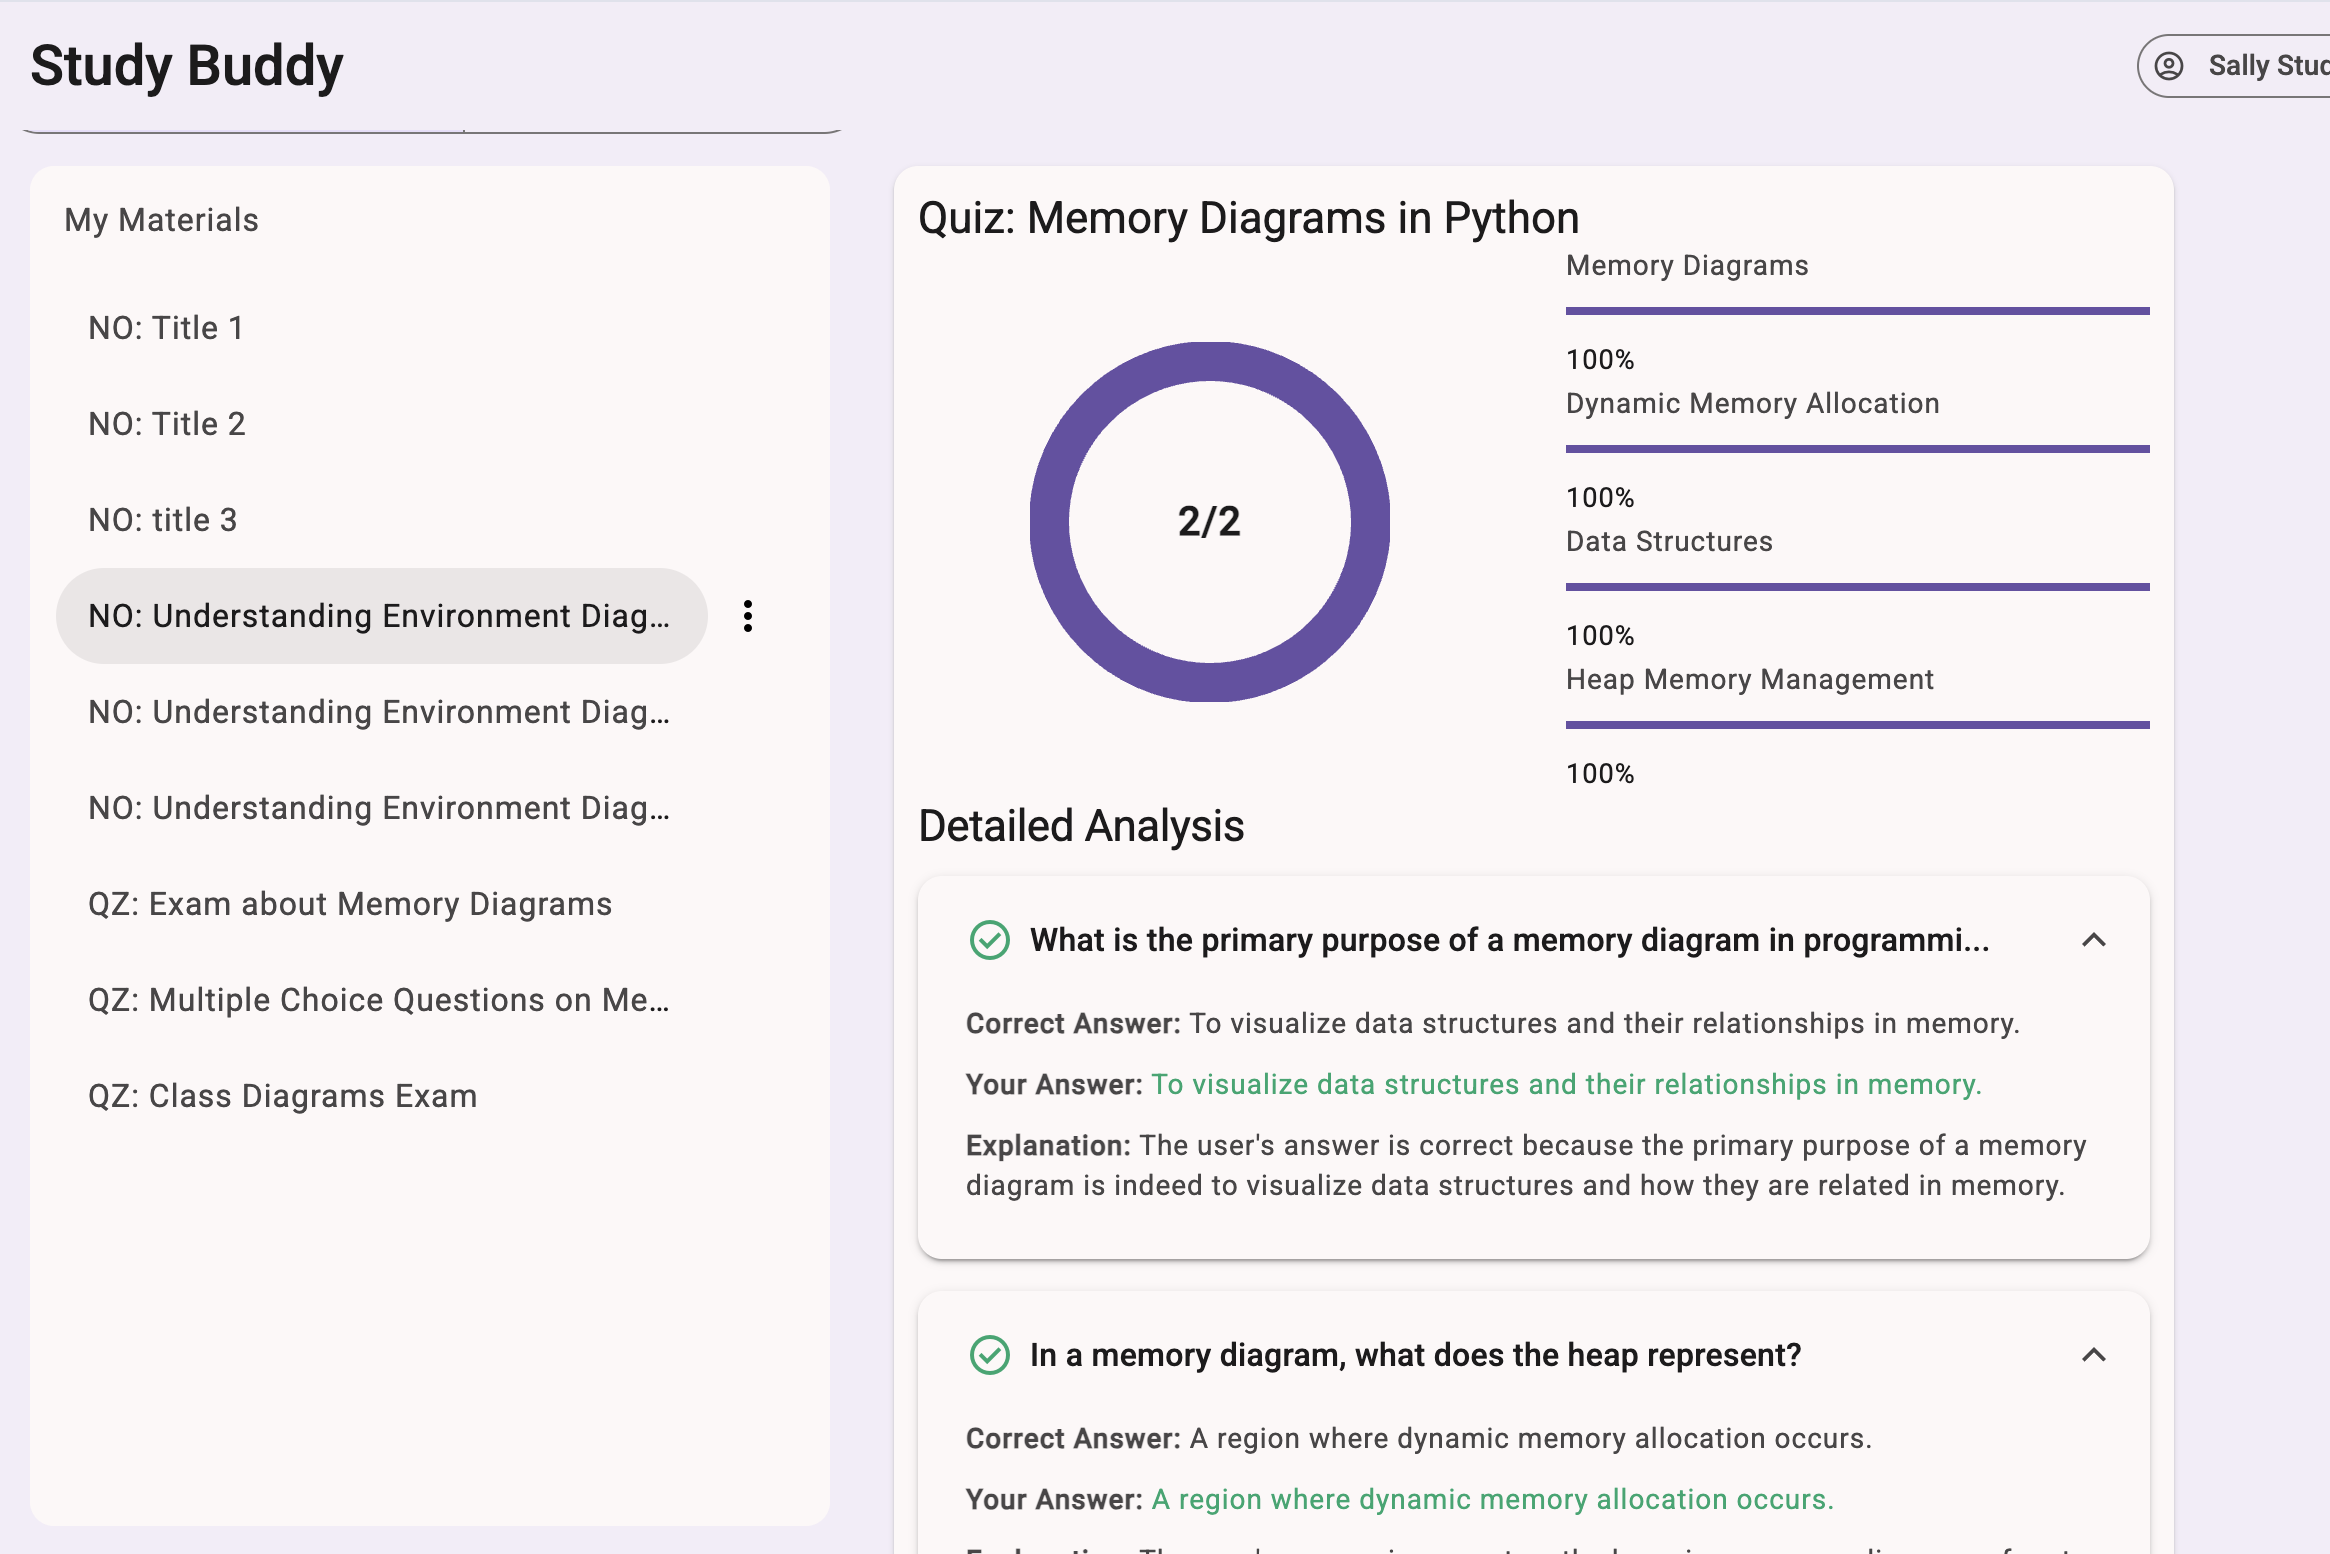 Study Buddy
Sally
My Materials
NO: Title 1
NO: Title 2
NO: title 3
NO: Understanding Environment Diag...
NO: Understanding Environment Diag...
NO: Understanding Environment Diag...
QZ: Exam about Memory Diagrams
QZ: Multiple Choice Questions on Me...
QZ: Class Diagrams Exam
Quiz: Memory Diagrams in Python
2/2
Memory Diagrams
100%
Dynamic Memory Allocation
100%
Data Structures
100%
Heap Memory Management
100%
Detailed Analysis
What is the primary purpose of a memory diagram in programmi...
Correct Answer: To visualize data structures and their relationships in memory.
Your Answer: To visualize data structures and their relationships in memory.
Explanation: The user's answer is correct because the primary purpose of a memory
diagram is indeed to visualize data structures and how they are related in memory.
In a memory diagram, what does the heap represent?
Correct Answer: A region where dynamic memory allocation occurs.
Your Answer: A region where dynamic memory allocation occurs.